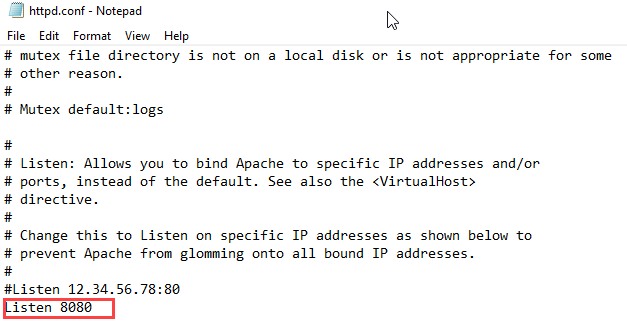 httpd.conf - Notepad
File Edit Format View Help
# mutex file directory is not on a local disk or is not appropriate for some
# other reason.
#
# Mutex default:logs
#
# Listen: Allows you to bind Apache to specific IP addresses and/or
# ports, instead of the default. See also the <VirtualHost>
# directive.
#
# Change this to Listen on specific IP addresses as shown below to
# prevent Apache from glomming onto all bound IP addresses.
#
#Listen 12.34.56.78:80
Listen 8080